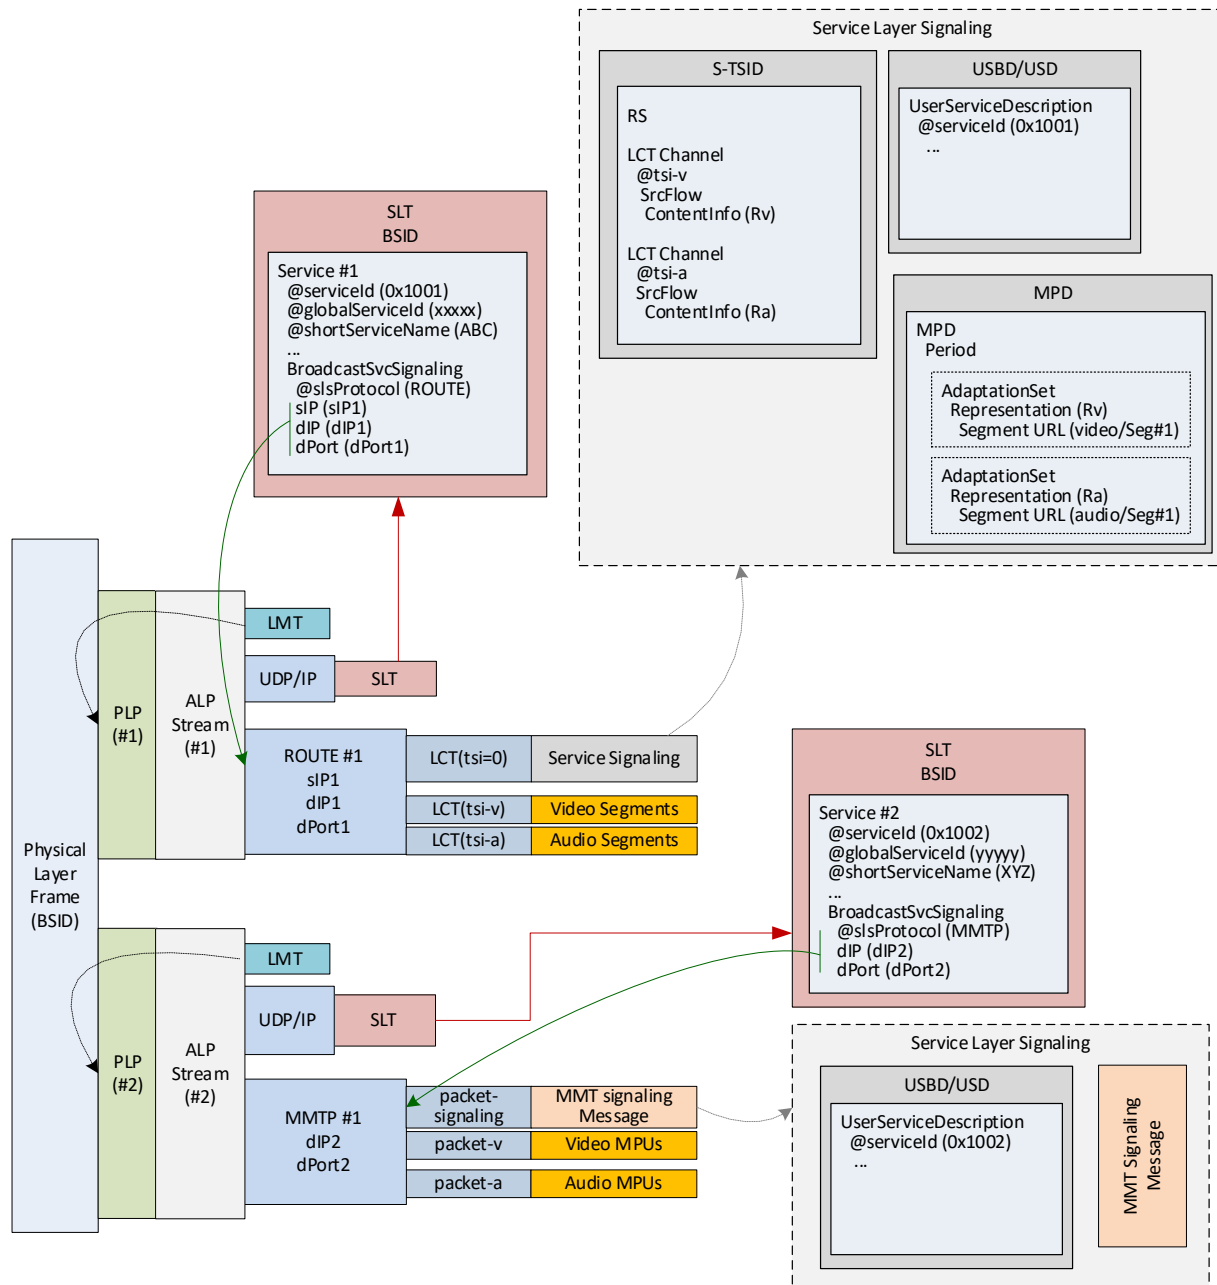 Service Layer Signaling
S-TSID
RS
LCT Channel
@tsi-v
SrcFlow
ContentInfo (Rv)
LCT Channel
@tsi-a
SrcFlow
ContentInfo (Ra)
USBD/USD
UserServiceDescription
@serviceId (0x1001)
...
MPD
MPD
Period
AdaptationSet
Representation (Rv)
Segment URL (video/Seg#1)
AdaptationSet
Representation (Ra)
Segment URL (audio/Seg#1)
SLT
BSID
Service #1
@serviceId (0x1001)
@globalServiceId (xxxxx)
@shortServiceName (ABC)
...
BroadcastSvcSignaling
@slsProtocol (ROUTE)
sIP (sIP1)
dIP (dIP1)
dPort (dPort1)
Physical
Layer
Frame
(BSID)
PLP
(#1)
ALP
Stream
(#1)
LMT
UDP/IP
SLT
ROUTE #1
sIP1
dIP1
dPort1
LCT(tsi=0)
Service Signaling
LCT(tsi-v)
Video Segments
LCT(tsi-a)
Audio Segments
SLT
BSID
Service #2
@serviceId (0x1002)
@globalServiceId (yyyyy)
@shortServiceName (XYZ)
...
BroadcastSvcSignaling
@slsProtocol (MMTP)
dIP (dIP2)
dPort (dPort2)
PLP
(#2)
ALP
Stream
(#2)
LMT
UDP/IP
SLT
MMTP #1
dIP2
dPort2
packet-
signaling
MMT signaling
Message
packet-v
Video MPUs
packet-a
Audio MPUs
Service Layer Signaling
USBD/USD
UserServiceDescription
@serviceId (0x1002)
...
MMT Signaling
Message